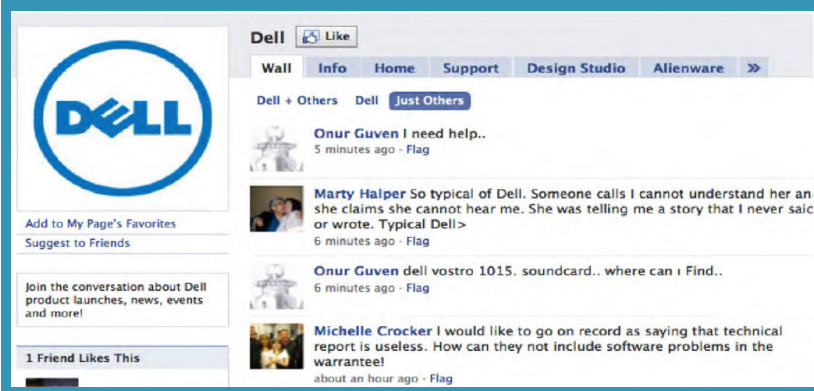 DELL
Add to My Page's Favorites
Suggest to Friends
Join the conversation about Dell
product launches, news, events
and more!
1 Friend Likes This
Dell Like
Wall Info Home Support Design Studio Alienware »
Dell + Others Dell Just Others
Onur Guven I need help..
5 minutes ago · Flag
Marty Halper So typical of Dell. Someone calls I cannot understand her an
she claims she cannot hear me. She was telling me a story that I never saic
or wrote. Typical Dell>
6 minutes ago · Flag
Onur Guven dell vostro 1015. soundcard.. where can ı Find..
6 minutes ago · Flag
Michelle Crocker I would like to go on record as saying that technical
report is useless. How can they not include software problems in the
warrantee!
about an hour ago · Flag